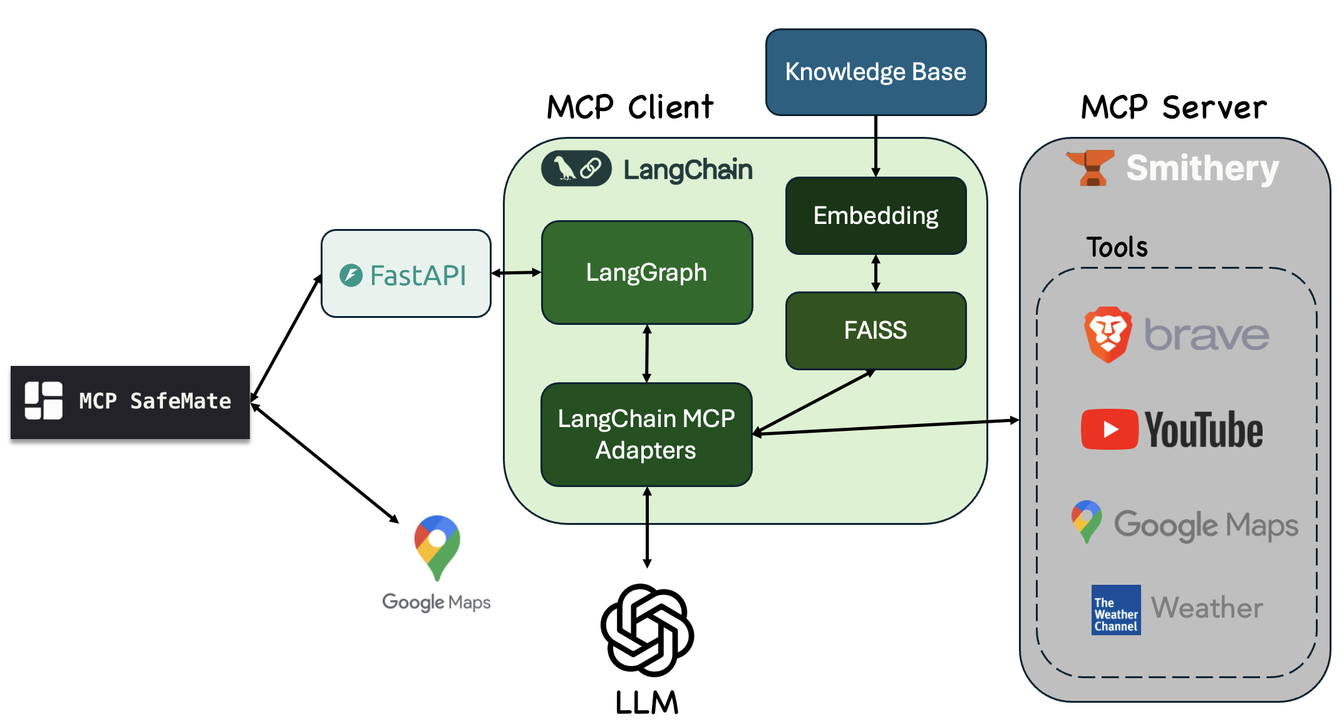 Knowledge Base
MCP Client
MCP Server
LangChain
Smithery
Embedding
Tools
FastAPI
LangGraph
FAISS
brave
MCP SafeMate
LangChain MCP
Adapters
YouTube
Google Maps
Google Maps
The
Weather
Channel
Weather
LLM